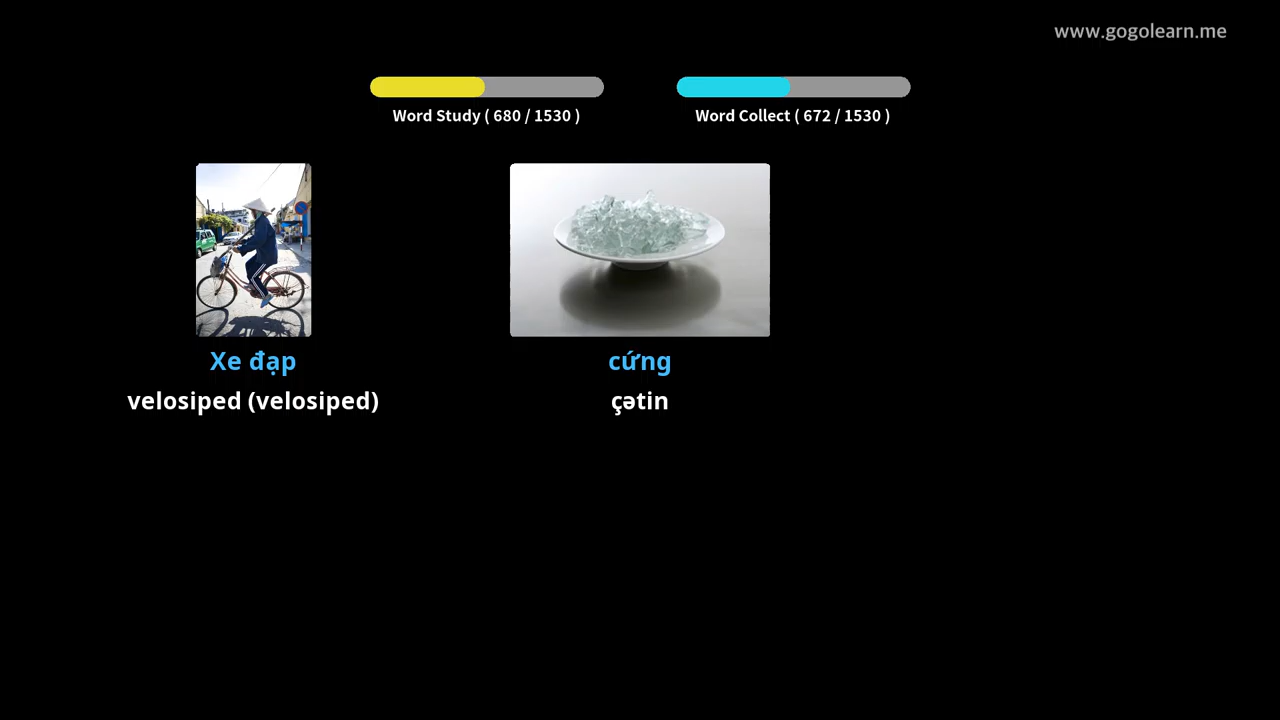 www.gogolearn.me
Word Study ( 680 / 1530 )
Word Collect ( 672 / 1530 )
Xe đạp
velosiped (velosiped)
cứng
çətin